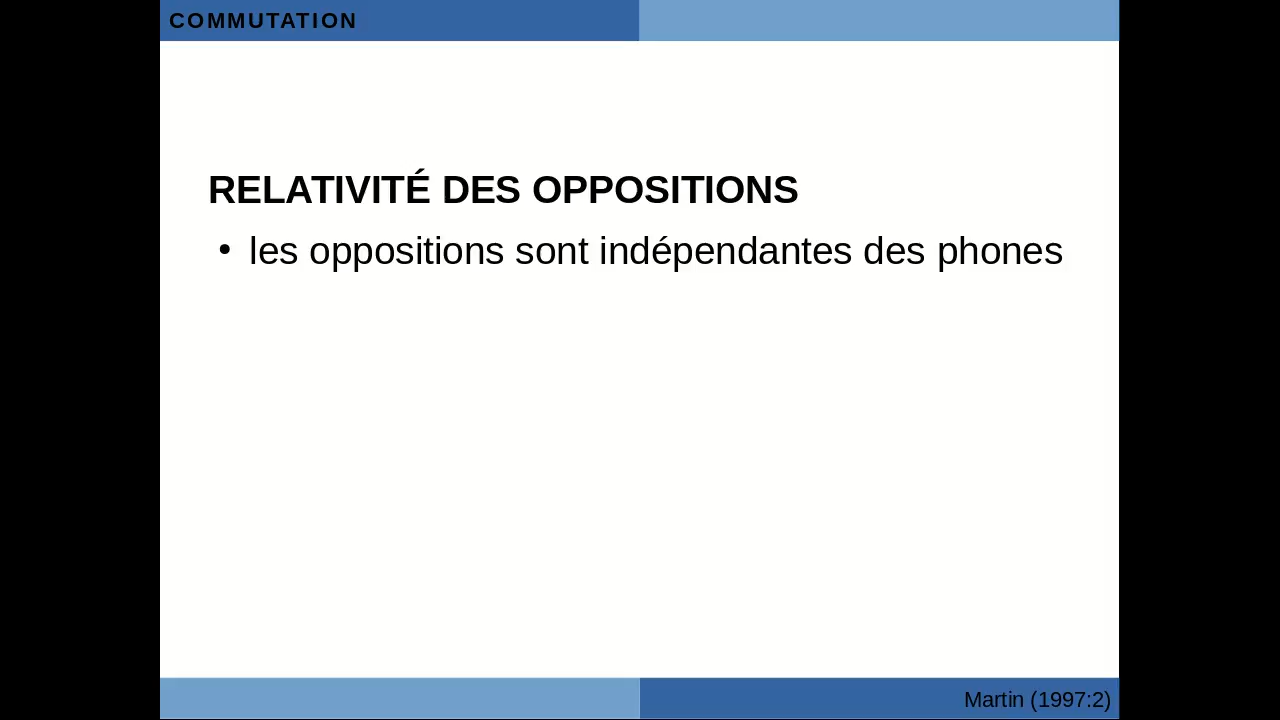 COMMUTATION
RELATIVITÉ DES OPPOSITIONS
• les oppositions sont indépendantes des phones
Martin (1997:2)